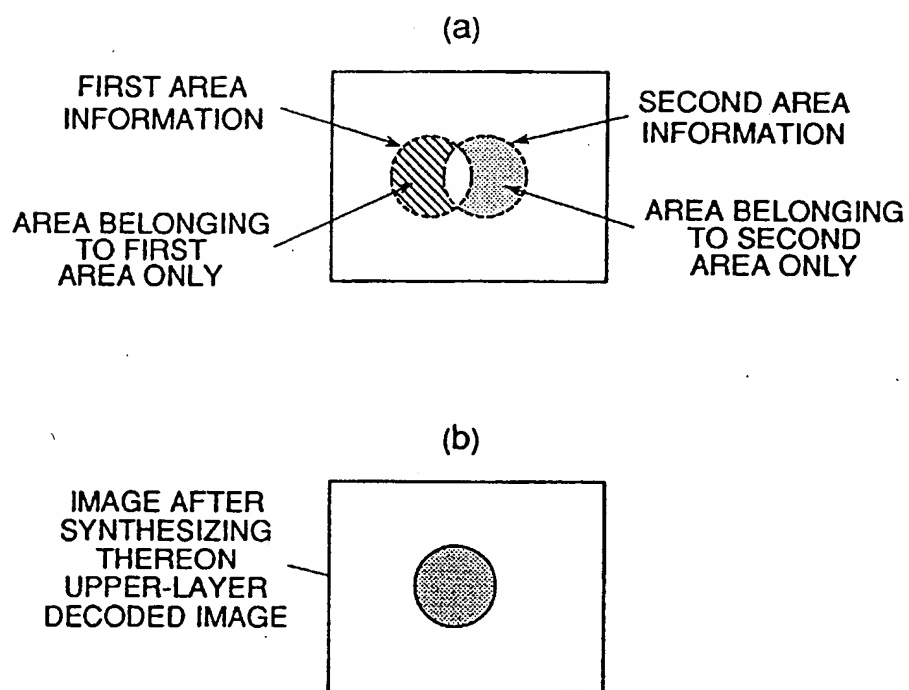 (a)
FIRST AREA
INFORMATION
SECOND AREA
INFORMATION
AREA BELONGING
TO FIRST
AREA ONLY
AREA BELONGING
TO SECOND
AREA ONLY
(b)
IMAGE AFTER
SYNTHESIZING
THEREON
UPPER-LAYER
DECODED IMAGE